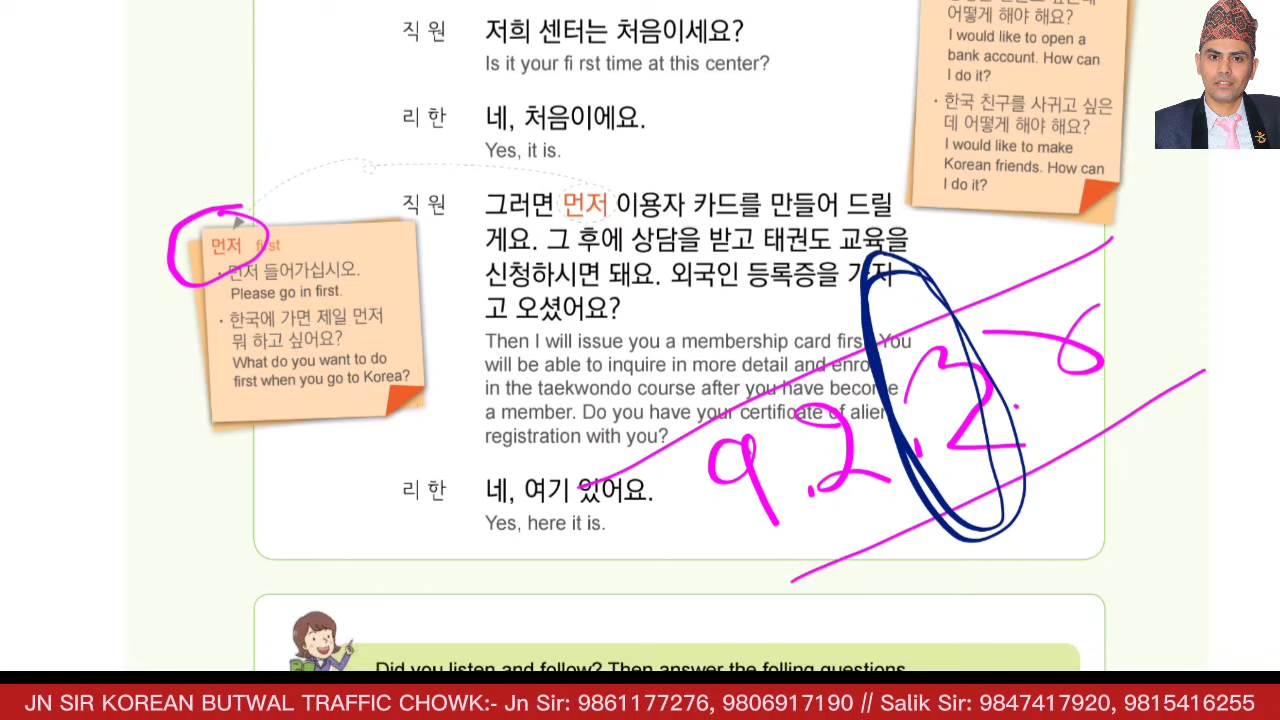 직 원 저희 센터는 처음이세요?
Is it your fi rst time at this center?
리 한 네, 처음이에요.
Yes, it is.
직 원 그러면 먼저 이용자 카드를 만들어 드릴
게요. 그 후에 상담을 받고 태권도 교육을
신청하시면 돼요. 외국인 등록증을 가지
고 오셨어요?
Then I will issue you a membership card first. You
will be able to inquire in more detail and enroll
in the taekwondo course after you have become
a member. Do you have your certificate of alien
registration with you?
리 한 네, 여기 있어요.
Yes, here it is.
먼저 first
· 먼저 들어가십시오.
Please go in first.
· 한국에 가면 제일 먼저
뭐 하고 싶어요?
What do you want to do
first when you go to Korea?
어떻게 해야 해요?
I would like to open a
bank account. How can
I do it?
· 한국 친구를 사귀고 싶은
데 어떻게 해야 해요?
I would like to make
Korean friends. How can
I do it?
Did you listen and follow? Then answer the folling questions
JN SIR KOREAN BUTWAL TRAFFIC CHOWK:- Jn Sir: 9861177276, 9806917190 // Salik Sir: 9847417920, 9815416255